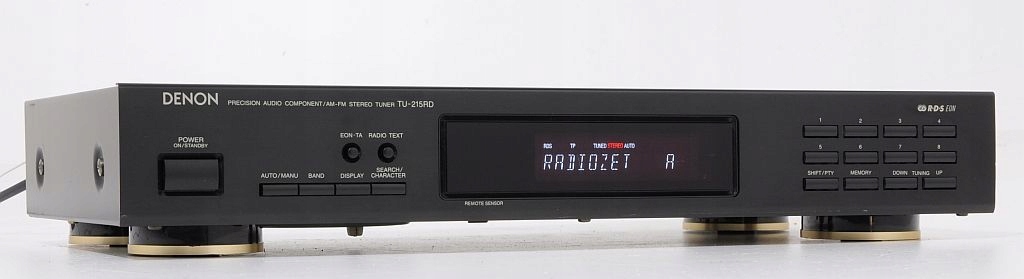 DENON PRECISION AUDIO COMPONENT/AM-FM STEREO TUNER TU-215RD
POWER
ON/STANDBY
EON-TA RADIO TEXT
AUTO/MANU BAND DISPLAY SEARCH/
CHARACTER
RDS TP TUNED STEREO AUTO
RADIOZET A
REMOTE SENSOR
R·D·S EON
1 2 3 4
5 6 7 8
SHIFT/PTY MEMORY DOWN TUNING UP